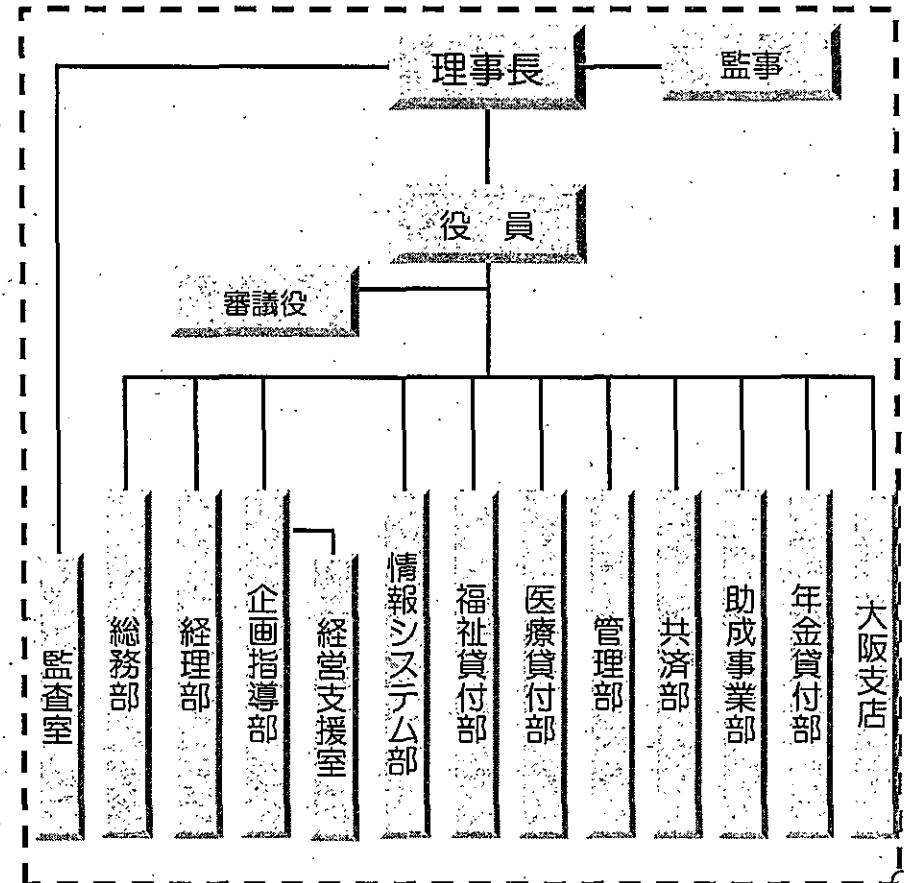 理事長
監事
役　員
審議役
監査室
総務部
経理部
企画指導部
経営支援室
情報システム部
福祉貸付部
医療貸付部
管理部
共済部
助成事業部
年金貸付部
大阪支店